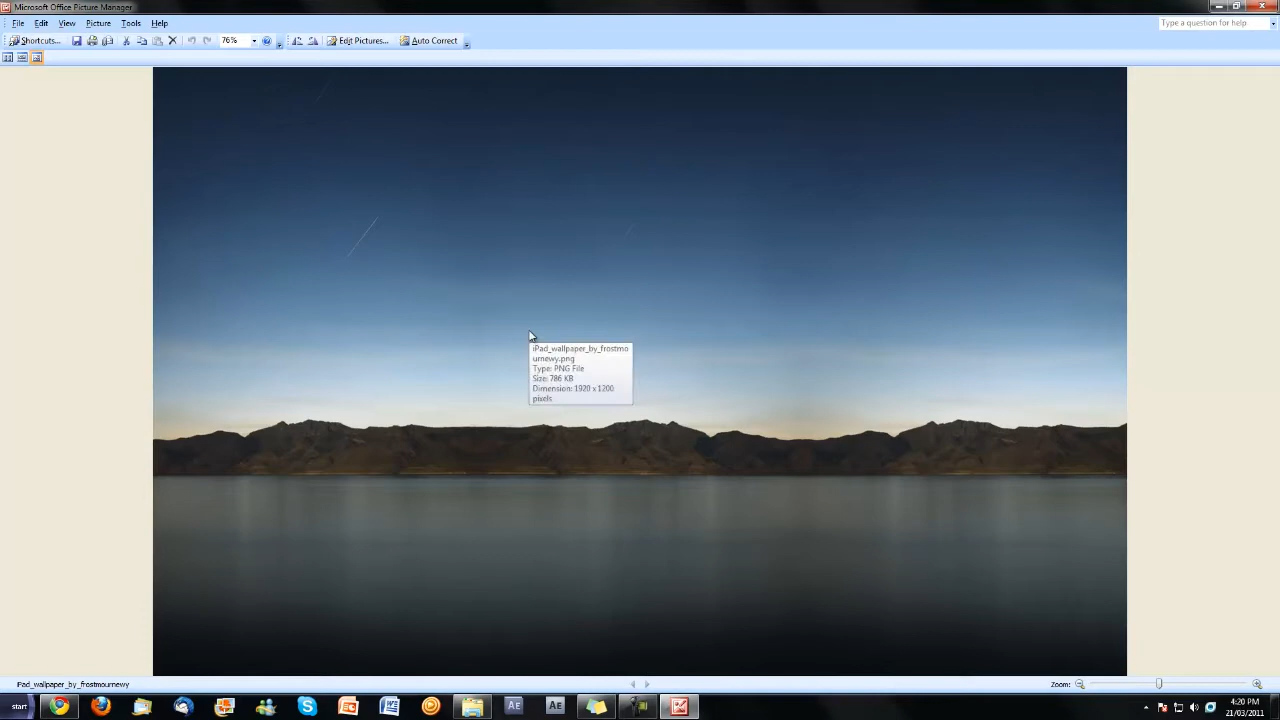 Microsoft Office Picture Manager
File Edit View Picture Tools Help
Type a question for help
Shortcuts... 76% Edit Pictures... Auto Correct
iPad_wallpaper_by_frostmo
urnewy.png
Type: PNG File
Size: 786 KB
Dimension: 1920 x 1200
pixels
iPad_wallpaper_by_frostmournewy
Zoom:
start Ae Ae 4:20 PM
21/03/2011